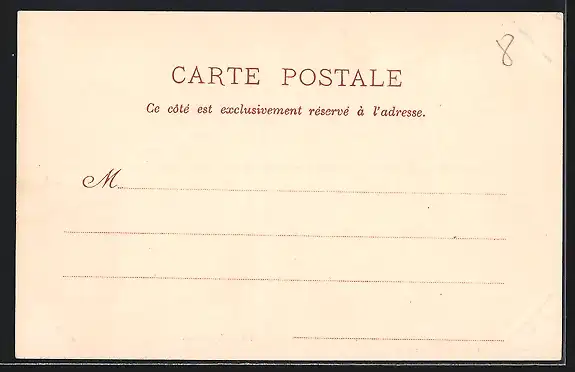 8
CARTE POSTALE
Ce côté est exclusivement réservé à l'adresse.
M